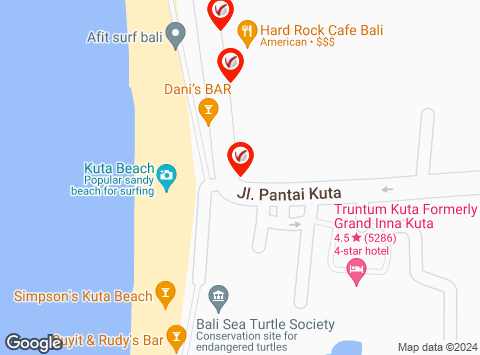 Hard Rock Cafe Bali
American • $$$
Afit surf bali
Dani's BAR
Kuta Beach
Popular sandy
beach for surfing
Jl. Pantai Kuta
Truntum Kuta Formerly
Grand Inna Kuta
4.5★(5286)
4-star hotel
Simpson's Kuta Beach
Bali Sea Turtle Society
Conservation site for
endangered turtles
uyit & Rudy's Bar
Google
Map data ©2024